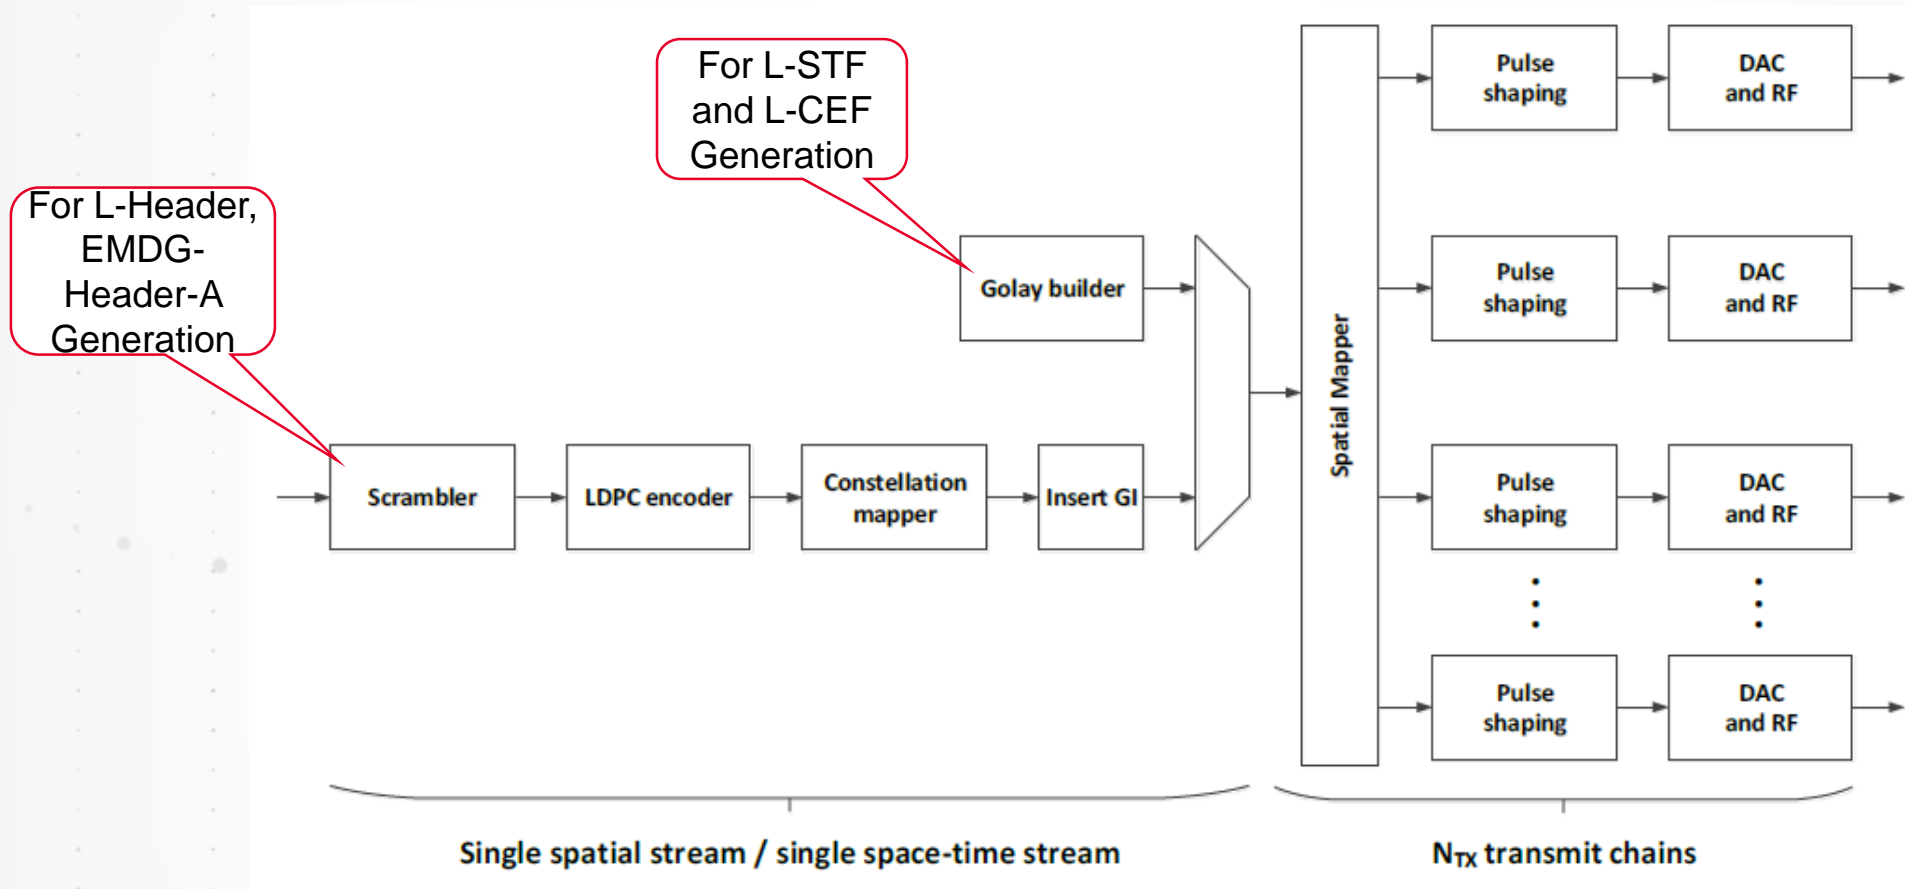 For L-STF
and L-CEF
Generation
For L-Header,
EMDG-
Header-A
Generation
Golay builder
Scrambler
LDPC encoder
Constellation
mapper
Insert GI
Spatial Mapper
Pulse
shaping
DAC
and RF
Pulse
shaping
DAC
and RF
Pulse
shaping
DAC
and RF
Pulse
shaping
DAC
and RF
Single spatial stream / single space-time stream
NTX transmit chains